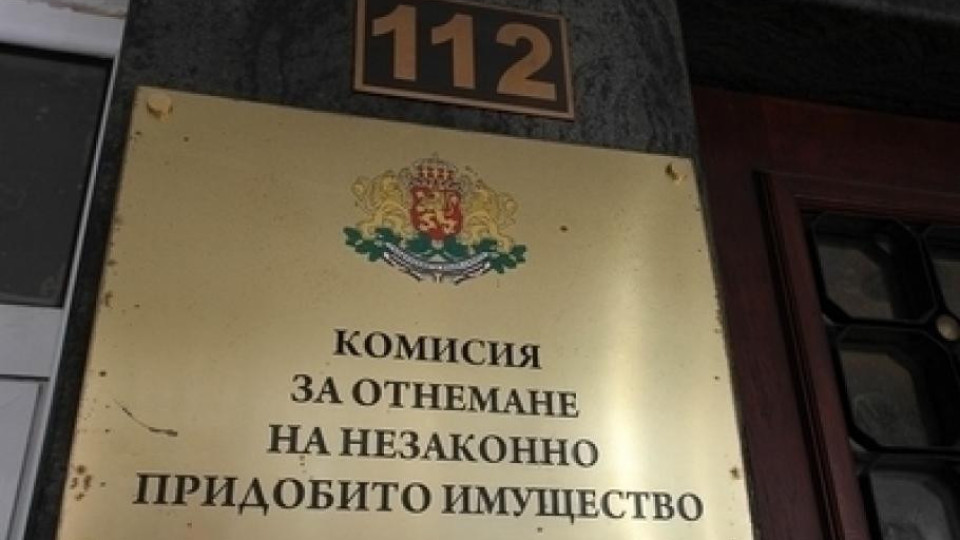 112
КОМИСИЯ
ЗА ОТНЕМАНЕ
НА НЕЗАКОННО
ПРИДОБИТО ИМУЩЕСТВО